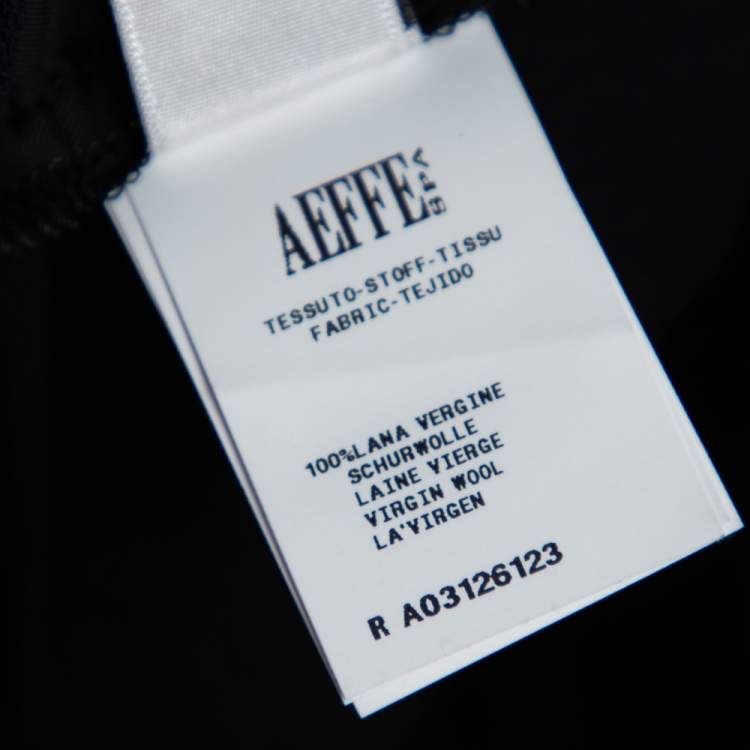 AEFFE SPA
TESSUTO-STOFF-TISSU
FABRIC-TEJIDO
100%LANA VERGINE
SCHURWOLLE
LAINE VIERGE
VIRGIN WOOL
LA'VIRGEN
R A03126123